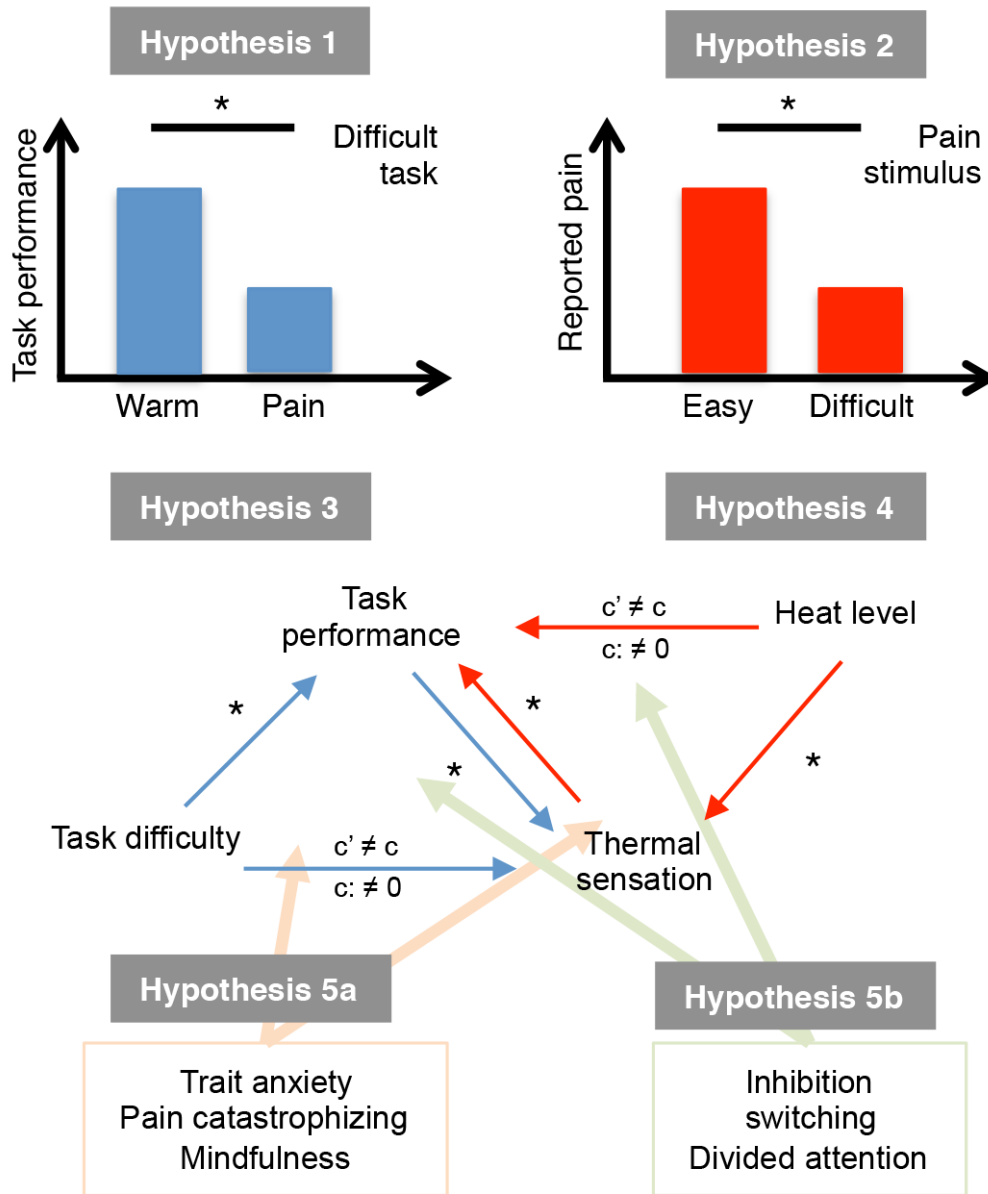 Hypothesis 1
*
Difficult
task
Task performance
Warm
Pain
Hypothesis 2
*
Pain
stimulus
Reported pain
Easy
Difficult
Hypothesis 3
Hypothesis 4
Task
performance
c’ ≠ c
c: ≠ 0
Heat level
*
*
*
*
Task difficulty
c’ ≠ c
c: ≠ 0
Thermal
sensation
Hypothesis 5a
Trait anxiety
Pain catastrophizing
Mindfulness
Hypothesis 5b
Inhibition
switching
Divided attention